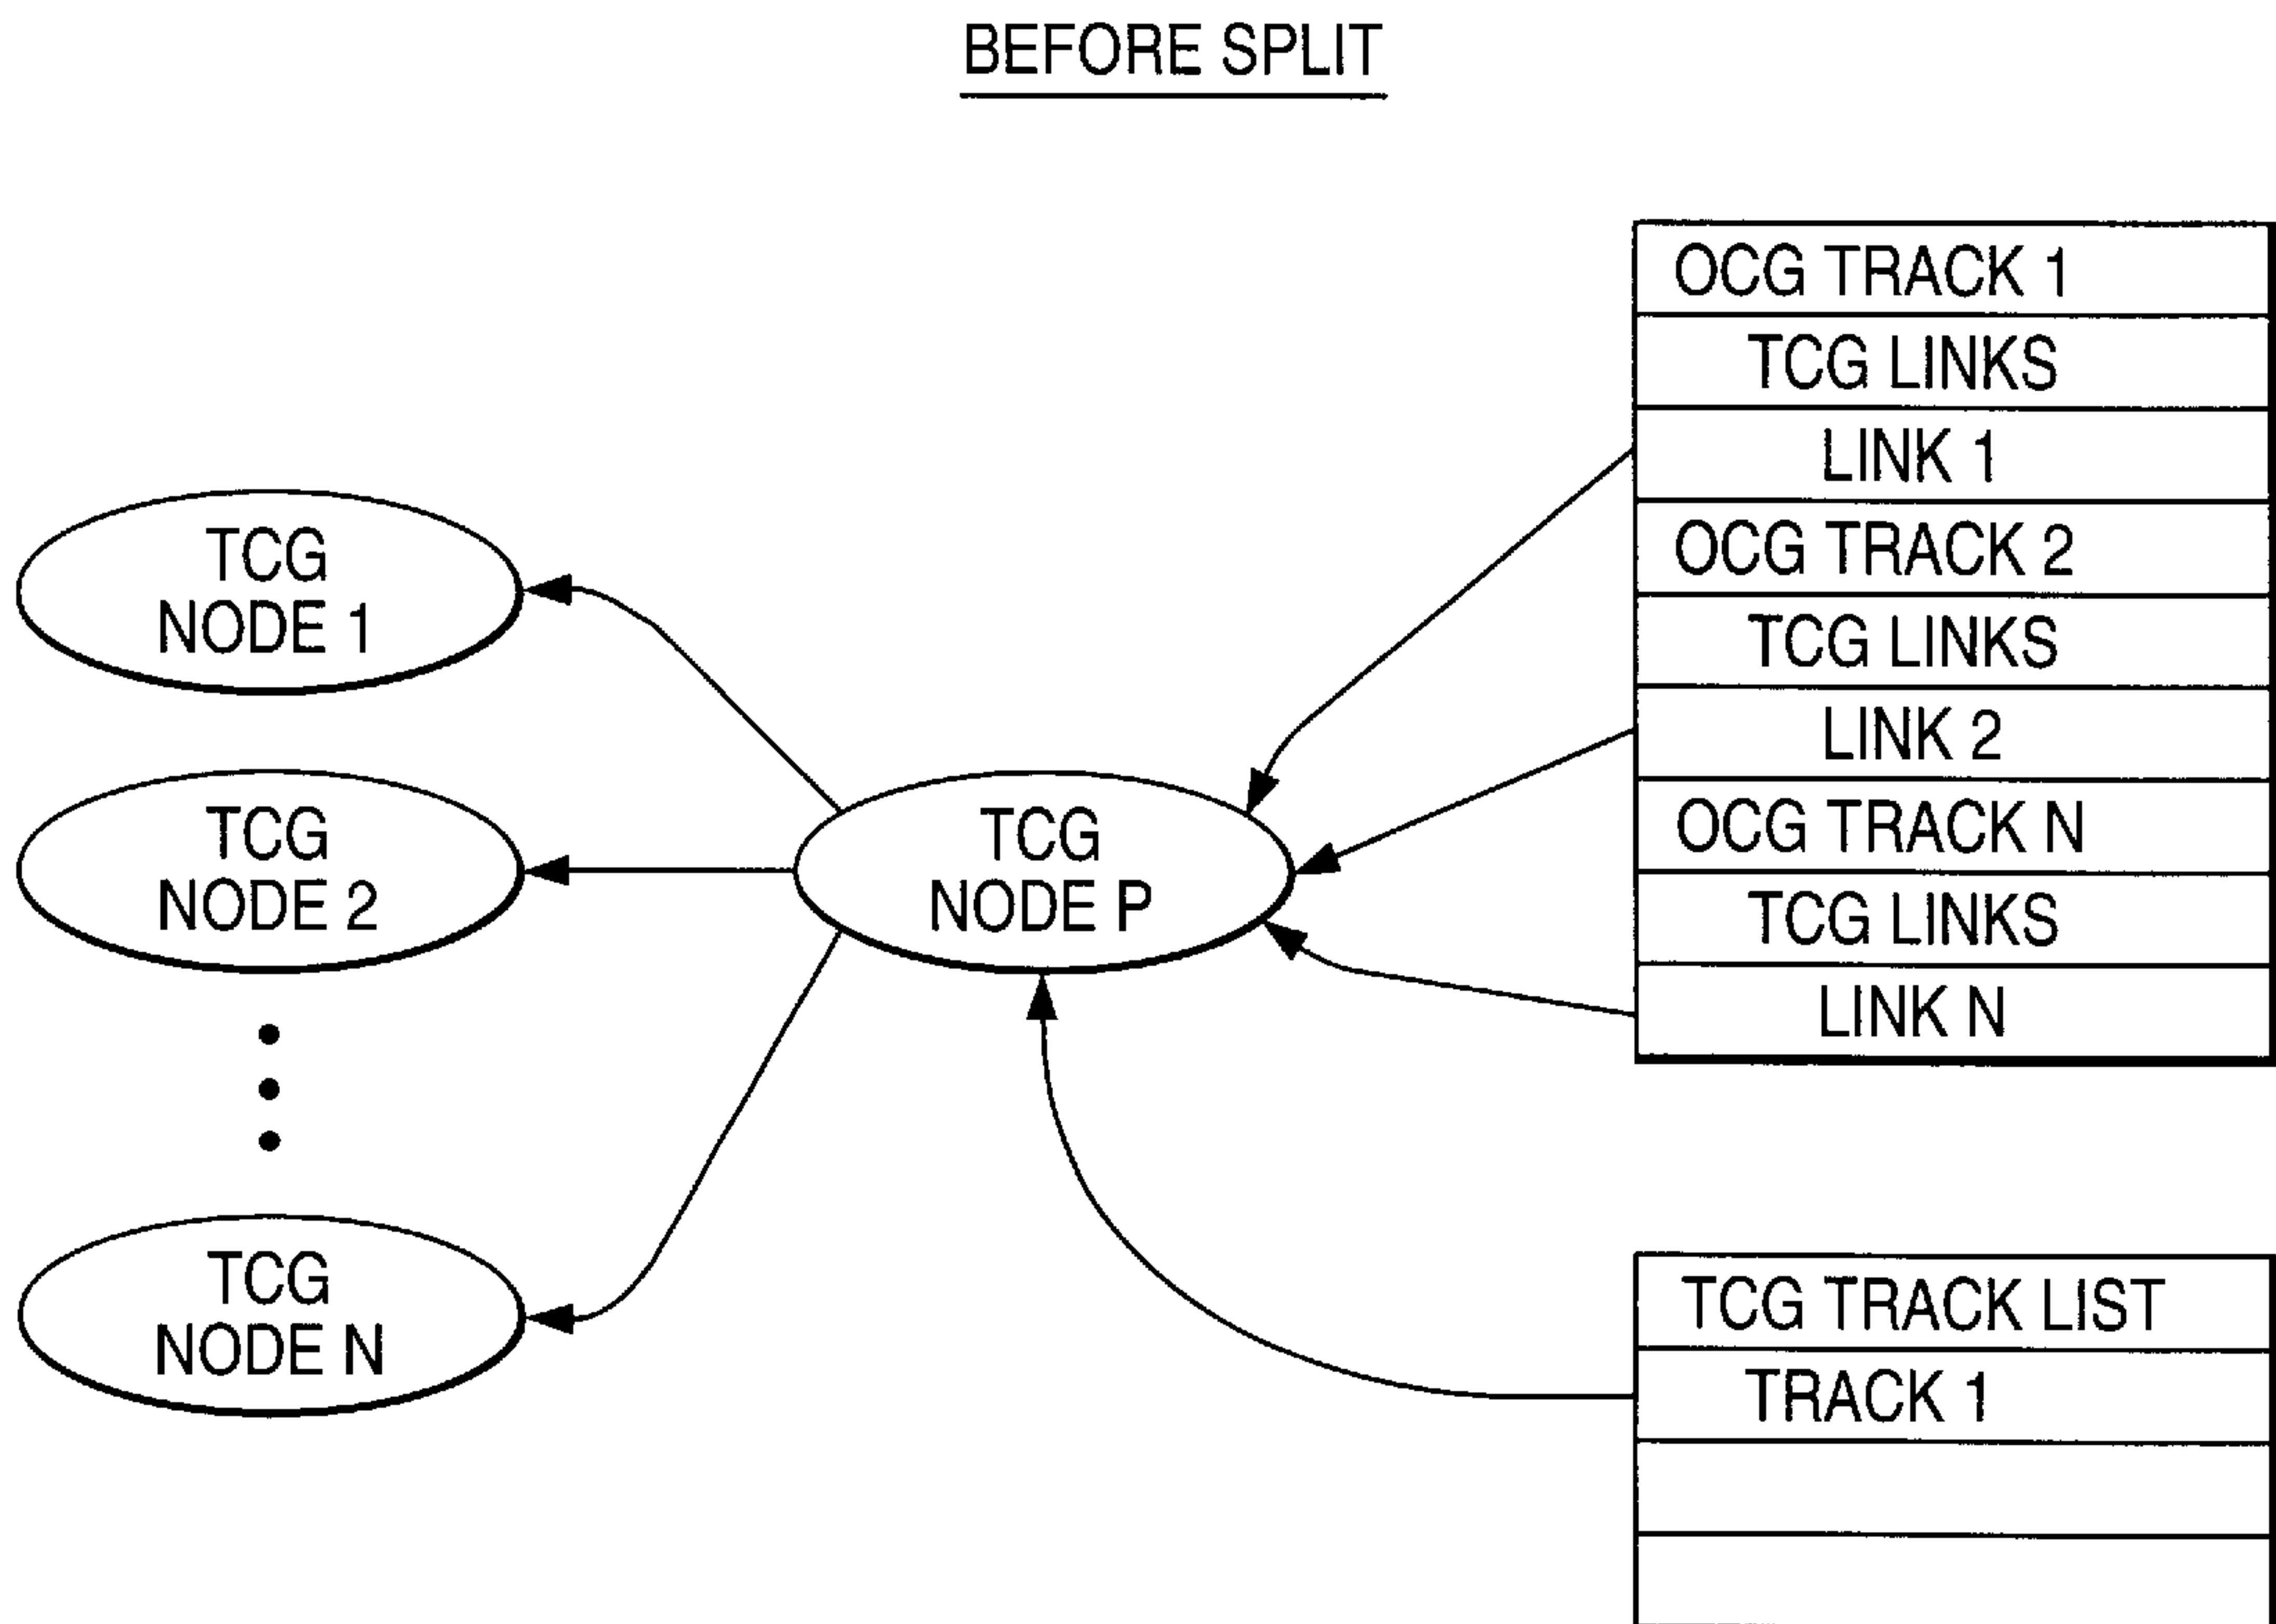 BEFORE SPLIT
TCG
NODE 1
TCG
NODE 2
TCG
NODE N
TCG
NODE P
OCG TRACK 1
TCG LINKS
LINK 1
OCG TRACK 2
TCG LINKS
LINK 2
OCG TRACK N
TCG LINKS
LINK N
TCG TRACK LIST
TRACK 1